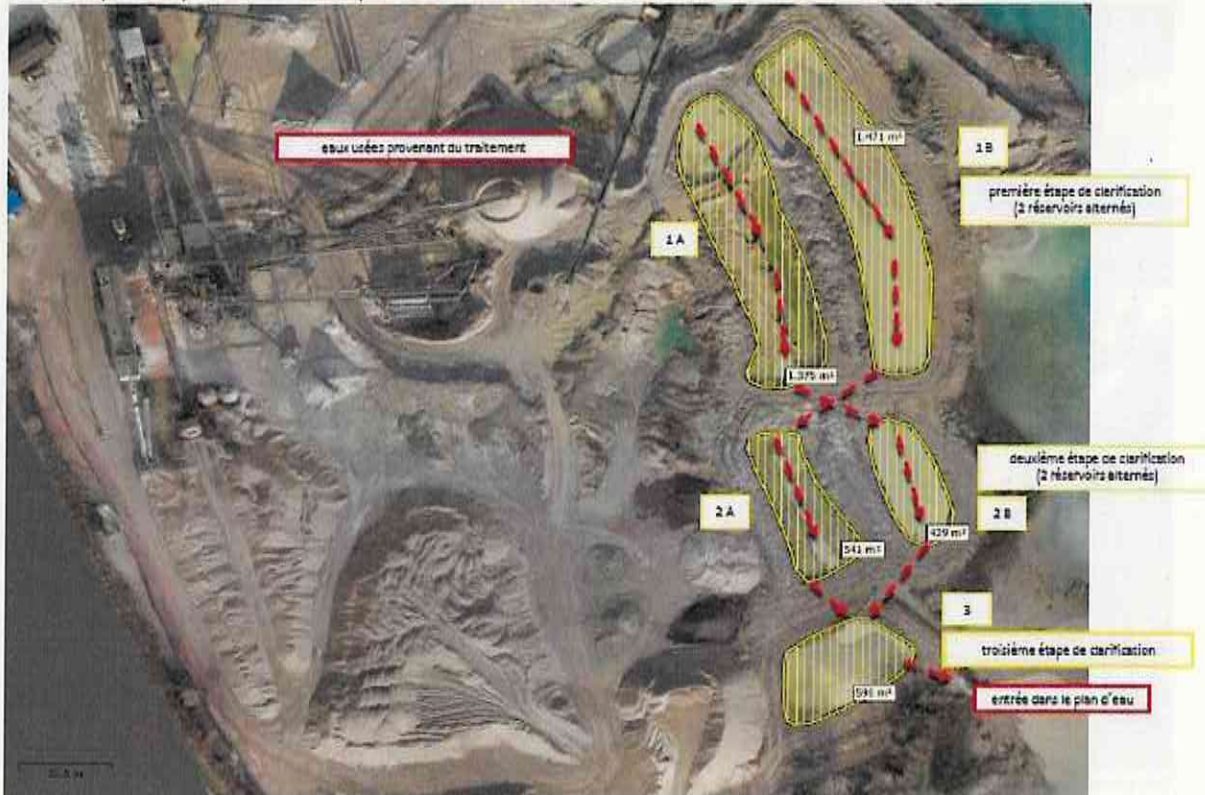 eaux usées provenant du traitement
1.471 m²
1 B
première étape de clarification
(2 réservoirs alternés)
1 A
1.375 m²
deuxième étape de clarification
(2 réservoirs alternés)
2 A
2 B
429 m²
541 m²
3
troisième étape de clarification
entrée dans le plan d'eau